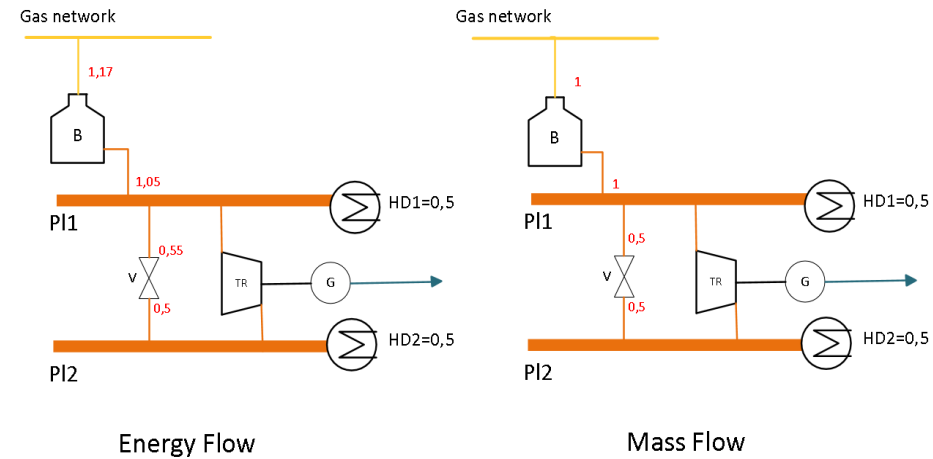 Gas network
1,17
B
1,05
HD1=0,5
Pl1
0,55
V
TR
G
0,5
HD2=0,5
Pl2
Energy Flow
Gas network
1
B
1
HD1=0,5
Pl1
0,5
V
TR
G
0,5
HD2=0,5
Pl2
Mass Flow